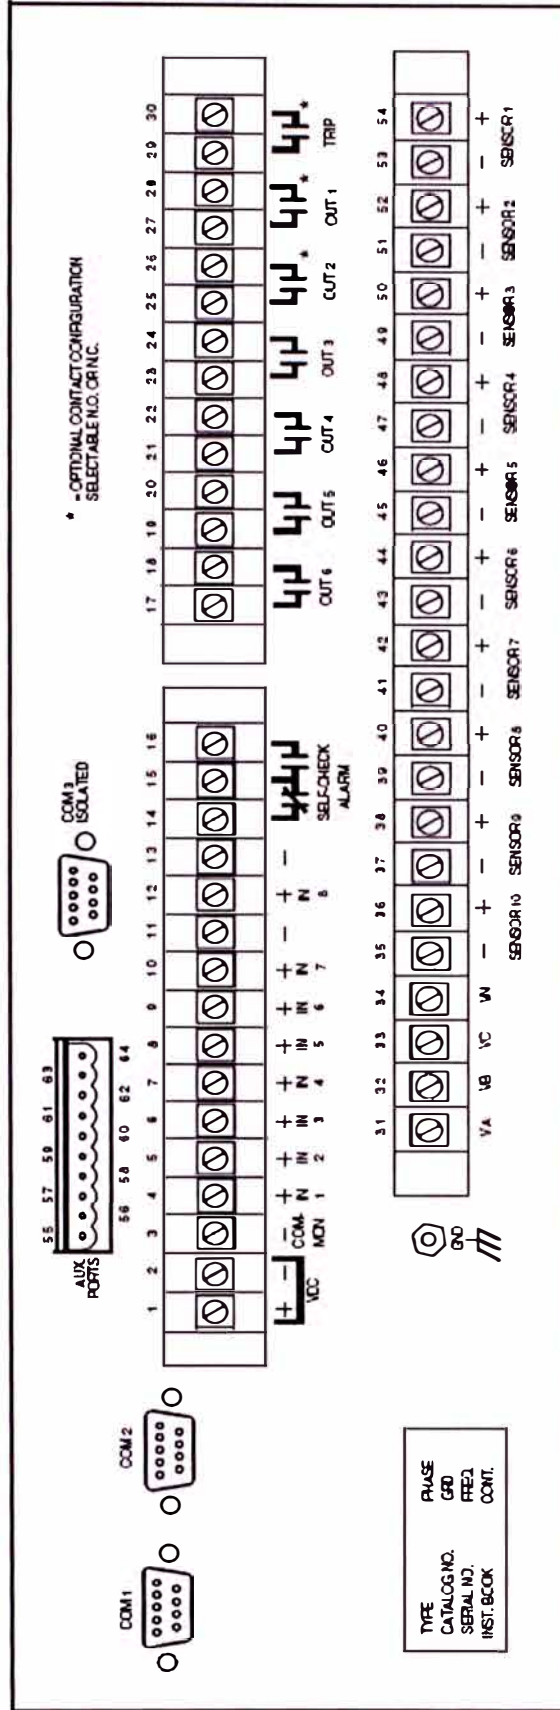 COM 1
COM 2
AUX
PORTS
55 57 59 61 63
56 58 60 62 64
COM 3
ISOLATED
* - OPTIONAL CONTACT CONFIGURATION
SELECTABLE N.O. OR N.C.
1 2 3 4 5 6 7 8 9 10 11 12 13 14 15 16
+ - - + + + + + + + - + -
VDC
COM-
MON
IN
1
IN
2
IN
3
IN
4
IN
5
IN
6
IN
7
IN
8
SELF-CHECK
ALARM
17 18 19 20 21 22 23 24 25 26 27 28 29 30
* * *
OUT 6 OUT 5 OUT 4 OUT 3 OUT 2 OUT 1 TRIP
TYPE PHASE
CATALOG NO. GRD
SERIAL NO. FREQ
INST. BOOK CONT.
GND
31 32 33 34 35 36 37 38 39 40 41 42 43 44 45 46 47 48 49 50 51 52 53 54
VA VB VC VN - + - + - + - + - + - + - + - + - + - +
SENSOR 10 SENSOR 9 SENSOR 8 SENSOR 7 SENSOR 6 SENSOR 5 SENSOR 4 SENSOR 3 SENSOR 2 SENSOR 1